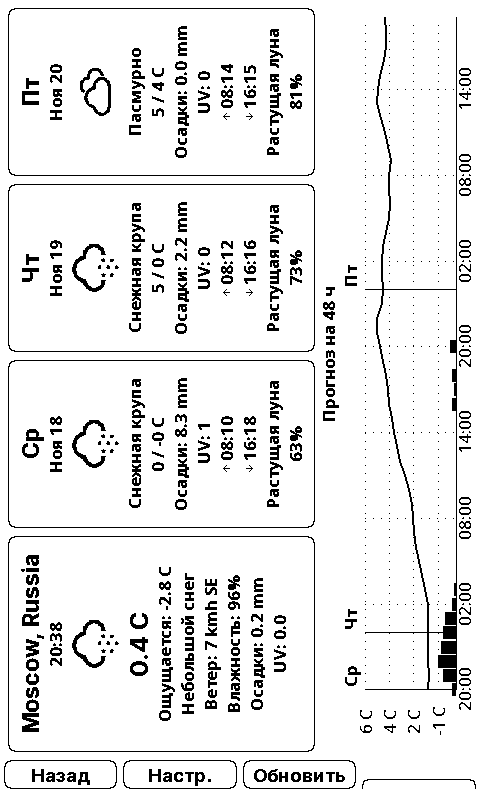 Moscow, Russia
20:38
0.4 C
Ощущается: -2.8 C
Небольшой снег
Ветер: 7 kmh SE
Влажность: 96%
Осадки: 0.2 mm
UV: 0.0
Ср
Ноя 18
Снежная крупа
0 / -0 C
Осадки: 8.3 mm
UV: 1
↑ 08:10
↓ 16:18
Растущая луна
63%
Чт
Ноя 19
Снежная крупа
5 / 0 C
Осадки: 2.2 mm
UV: 0
↑ 08:12
↓ 16:16
Растущая луна
73%
Пт
Ноя 20
Пасмурно
5 / 4 C
Осадки: 0.0 mm
UV: 0
↑ 08:14
↓ 16:15
Растущая луна
81%
Прогноз на 48 ч
Ср Чт Пт
6 C
4 C
2 C
-1 C
20:00 02:00 08:00 14:00 20:00 02:00 08:00 14:00
Назад
Настр.
Обновить